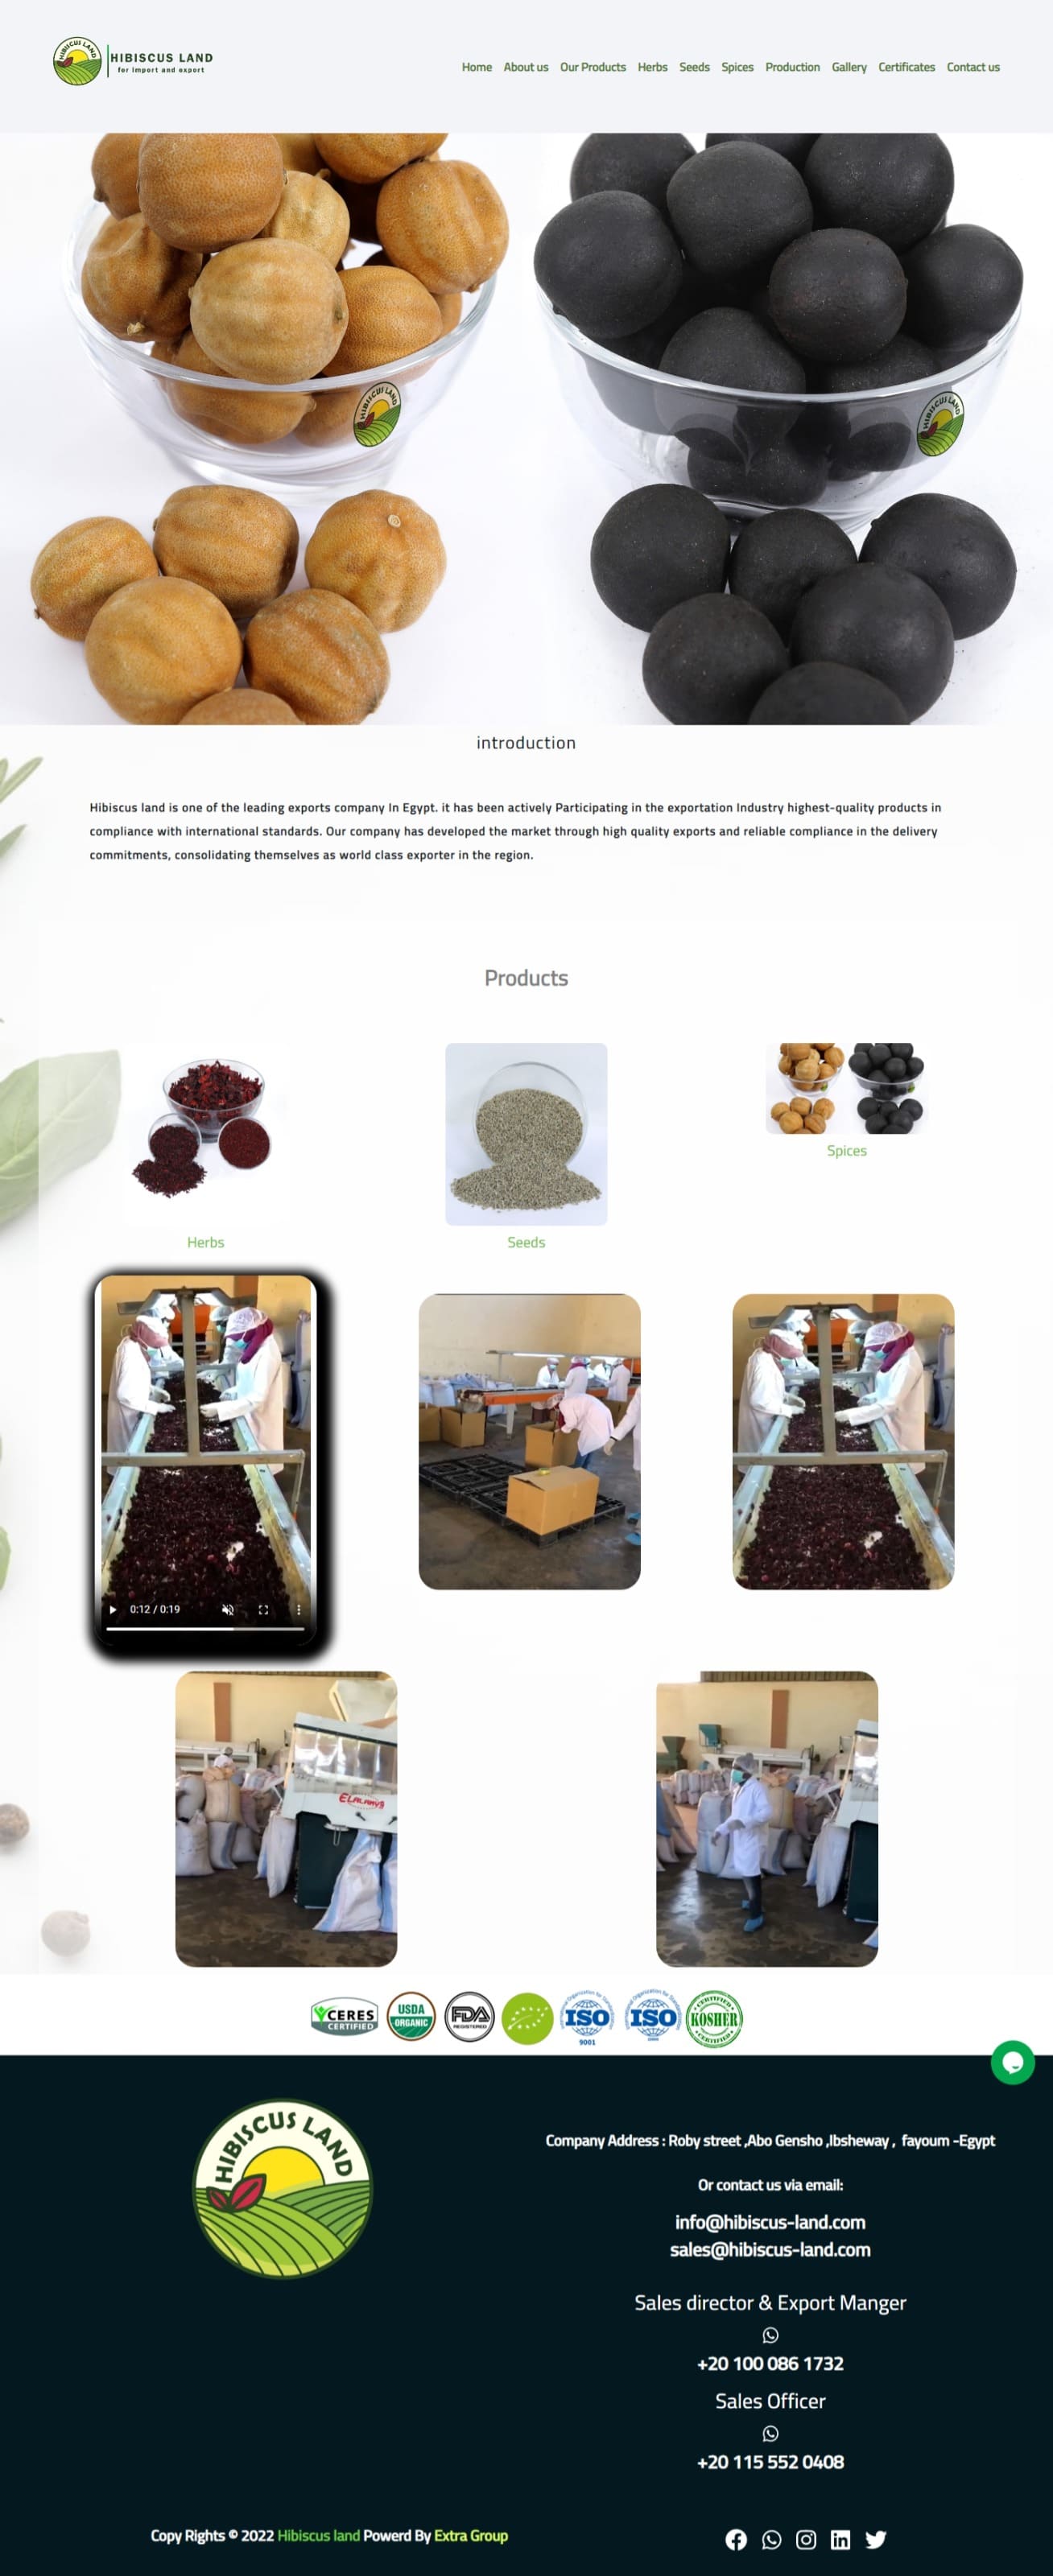 HIBISCUS LAND
HIBISCUS LAND
for import and export
Home About us Our Products Herbs Seeds Spices Production Gallery Certificates Contact us
HIBISCUS LAND
HIBISCUS LAND
introduction
Hibiscus land is one of the leading exports company In Egypt. it has been actively Participating in the exportation Industry highest-quality products in
compliance with international standards. Our company has developed the market through high quality exports and reliable compliance in the delivery
commitments, consolidating themselves as world class exporter in the region.
Products
Spices
Herbs
Seeds
0:12 / 0:19
CERES
CERTIFIED
USDA
ORGANIC
FDA
REGISTERED
ISO
9001
ISO
CERTIFIED
KOSHER
CERTIFIED
HIBISCUS LAND
Company Address : Roby street ,Abo Gensho ,Ibsheway , fayoum -Egypt
Or contact us via email:
info@hibiscus-land.com
sales@hibiscus-land.com
Sales director & Export Manger
+20 100 086 1732
Sales Officer
+20 115 552 0408
Copy Rights © 2022 Hibiscus land Powerd By Extra Group